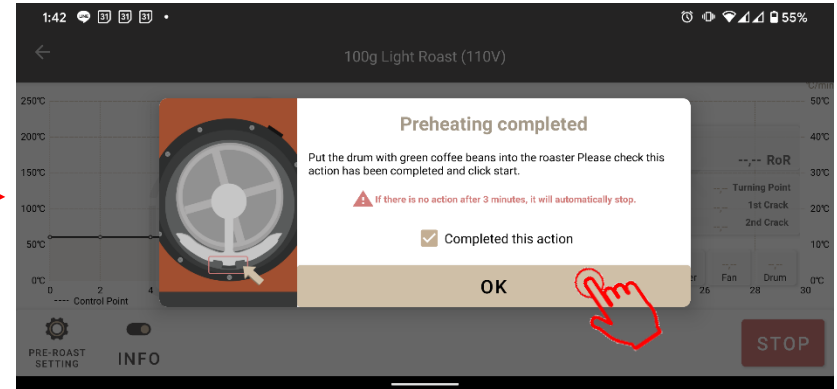 1:42 31 31 31 • 55%
100g Light Roast (110V)
°C/min
250°C 50°C
Preheating completed
200°C 40°C
Put the drum with green coffee beans into the roaster Please check this
action has been completed and click start.
--,-- RoR
150°C 30°C
If there is no action after 3 minutes, it will automatically stop.
--,-- Turning Point
100°C --,-- 1st Crack 20°C
--,-- 2nd Crack
Completed this action
50°C 10°C
OK
--,-- --,--
Fan Drum
0°C 0°C
0 2 4 26 28 30
---- Control Point
PRE-ROAST
SETTING
INFO
STOP